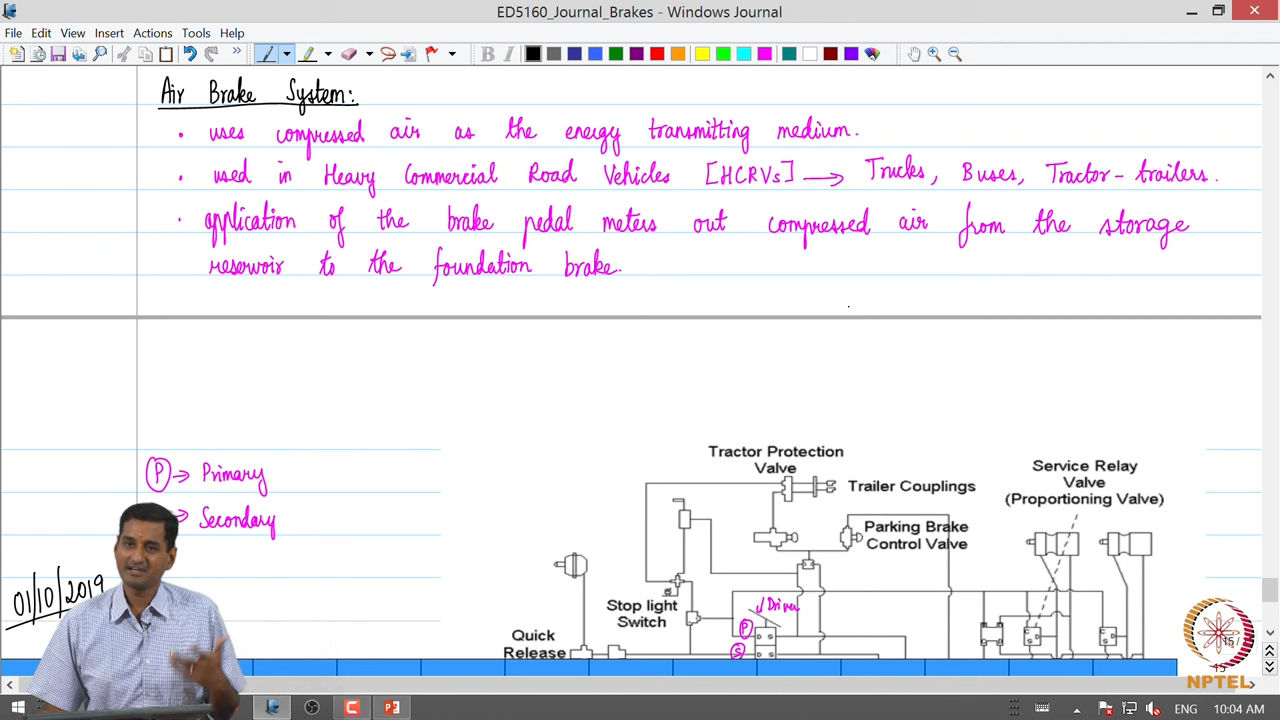 ED5160_Journal_Brakes - Windows Journal
File Edit View Insert Actions Tools Help
B I
Air Brake System:
• uses compressed air as the energy transmitting medium.
• used in Heavy Commercial Road Vehicles [HCRVs] → Trucks, Buses, Tractor-trailers.
• application of the brake pedal meters out compressed air from the storage
reservoir to the foundation brake.
P → Primary
→ Secondary
01/10/2019
Tractor Protection
Valve
Trailer Couplings
Service Relay
Valve
(Proportioning Valve)
Parking Brake
Control Valve
Stop light
Switch
Driver
P
S
Quick
Release
NPTEL
ENG
10:04 AM